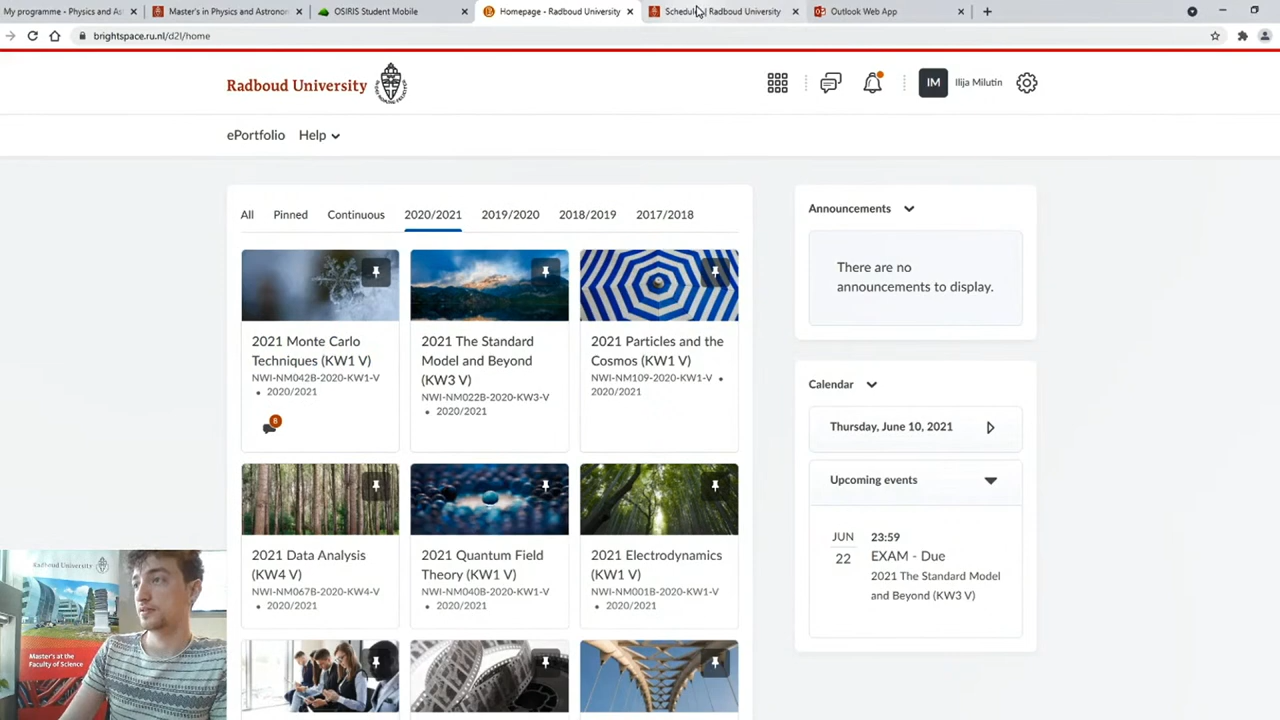 My programme - Physics and As
Master's in Physics and Astronon
OSIRIS Student Mobile
Homepage - Radboud University
Schedule | Radboud University
Outlook Web App
brightspace.ru.nl/d2l/home
Radboud University
IM
Ilija Milutin
ePortfolio
Help
All
Pinned
Continuous
2020/2021
2019/2020
2018/2019
2017/2018
2021 Monte Carlo
Techniques (KW1 V)
NWI-NM042B-2020-KW1-V
• 2020/2021
8
2021 The Standard
Model and Beyond
(KW3 V)
NWI-NM022B-2020-KW3-V
• 2020/2021
2021 Particles and the
Cosmos (KW1 V)
NWI-NM109-2020-KW1-V •
2020/2021
2021 Data Analysis
(KW4 V)
NWI-NM067B-2020-KW4-V
• 2020/2021
2021 Quantum Field
Theory (KW1 V)
NWI-NM040B-2020-KW1-V
• 2020/2021
2021 Electrodynamics
(KW1 V)
NWI-NM001B-2020-KW1-V
• 2020/2021
Announcements
There are no
announcements to display.
Calendar
Thursday, June 10, 2021
Upcoming events
JUN
22
23:59
EXAM - Due
2021 The Standard Model
and Beyond (KW3 V)
Radboud University
Master's at the
Faculty of Science